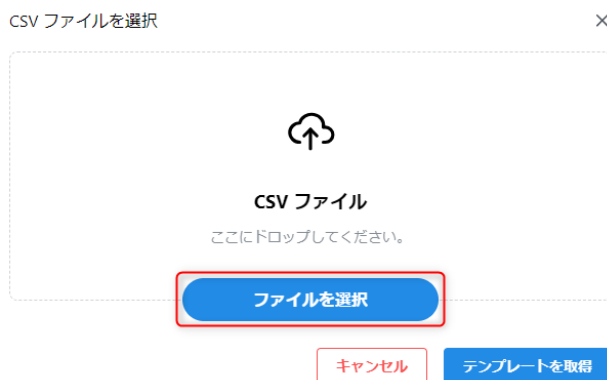 CSV ファイルを選択
CSV ファイル
ここにドロップしてください。
ファイルを選択
キャンセル
テンプレートを取得